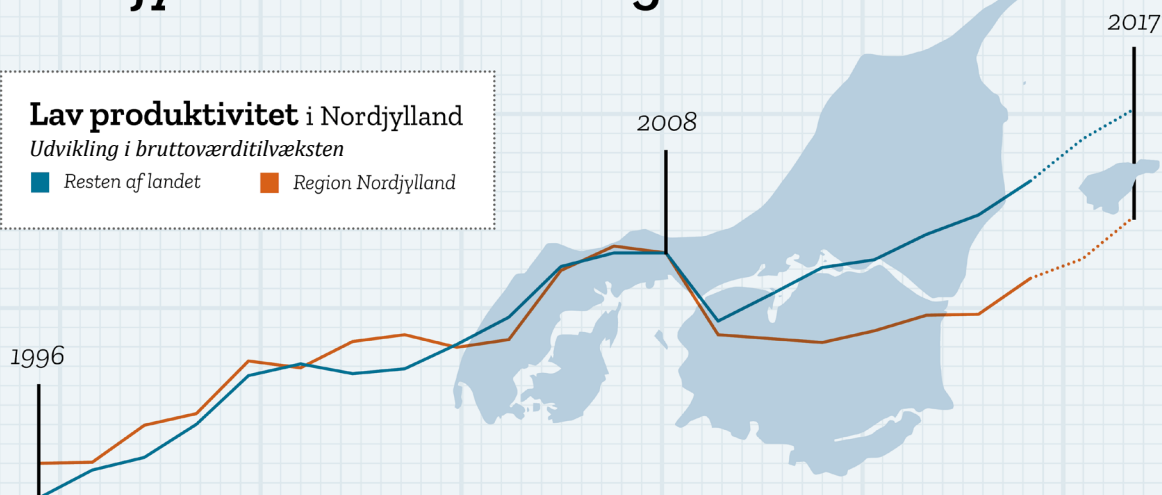 2017
2008
Lav produktivitet i Nordjylland
Udvikling i bruttoværditilvæksten
Resten af landet
Region Nordjylland
1996